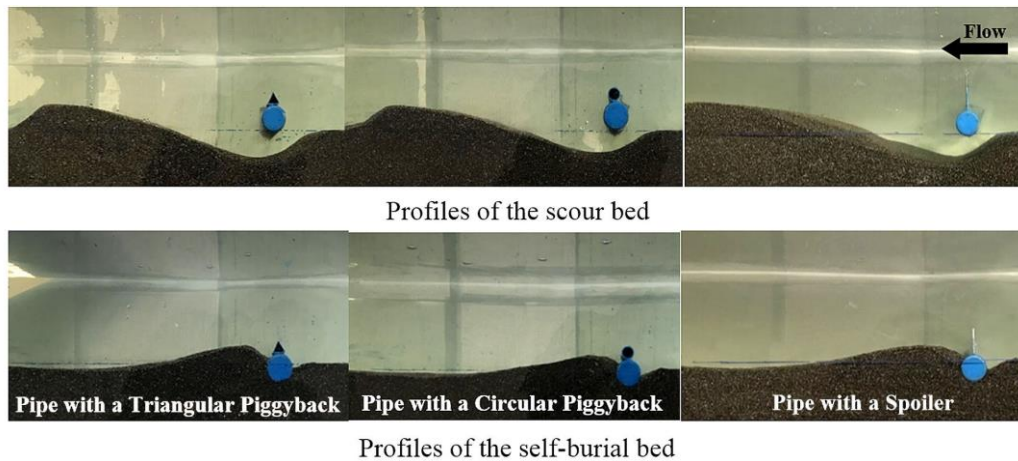 Flow
Profiles of the scour bed
Pipe with a Triangular Piggyback
Pipe with a Circular Piggyback
Pipe with a Spoiler
Profiles of the self-burial bed